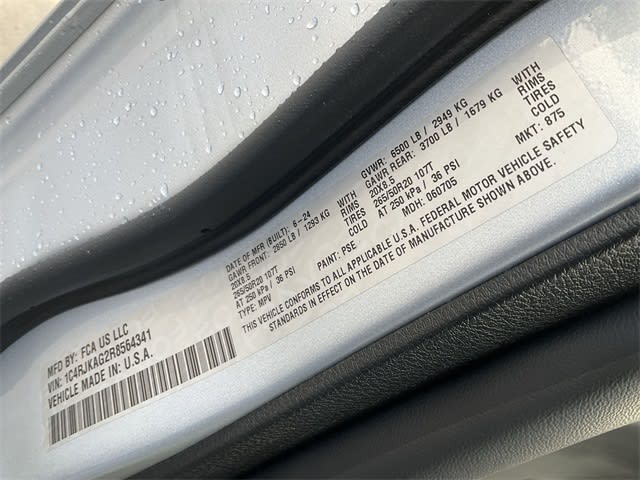 MFD BY: FCA US LLC
VIN: 1C4RJKAG2R8564341
VEHICLE MADE IN U.S.A.
DATE OF MFR (BUILT): 6-24
GAWR FRONT: 2850 LB / 1293 KG WITH
20X8.5 RIMS
265/50R20 107T TIRES
AT 250 kPa / 36 PSI COLD
TYPE: MPV PAINT: PSE
GVWR: 6500 LB / 2949 KG
GAWR REAR: 3700 LB / 1679 KG WITH
20X8.5 RIMS
265/50R20 107T TIRES
AT 250 kPa / 36 PSI COLD
MDH: 060705 MKT: 875
THIS VEHICLE CONFORMS TO ALL APPLICABLE U.S.A. FEDERAL MOTOR VEHICLE SAFETY
STANDARDS IN EFFECT ON THE DATE OF MANUFACTURE SHOWN ABOVE.